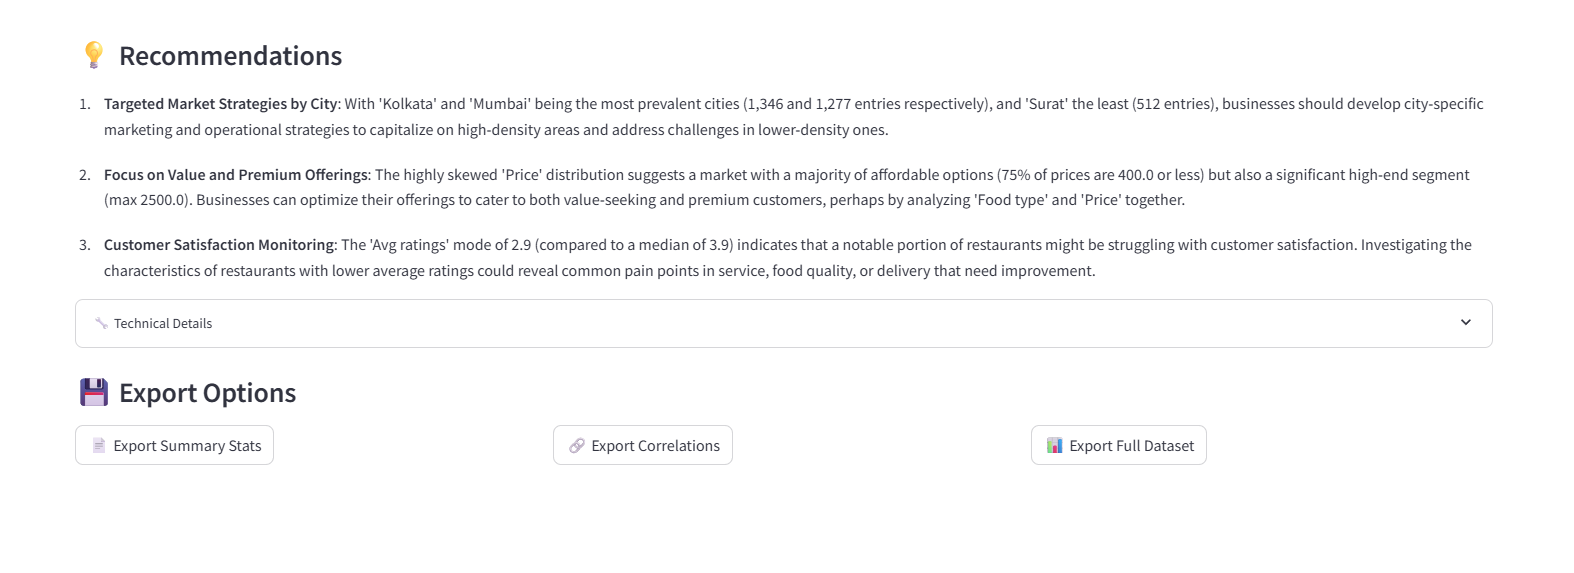 Recommendations
1. Targeted Market Strategies by City: With 'Kolkata' and 'Mumbai' being the most prevalent cities (1,346 and 1,277 entries respectively), and 'Surat' the least (512 entries), businesses should develop city-specific
marketing and operational strategies to capitalize on high-density areas and address challenges in lower-density ones.
2. Focus on Value and Premium Offerings: The highly skewed 'Price' distribution suggests a market with a majority of affordable options (75% of prices are 400.0 or less) but also a significant high-end segment
(max 2500.0). Businesses can optimize their offerings to cater to both value-seeking and premium customers, perhaps by analyzing 'Food type' and 'Price' together.
3. Customer Satisfaction Monitoring: The 'Avg ratings' mode of 2.9 (compared to a median of 3.9) indicates that a notable portion of restaurants might be struggling with customer satisfaction. Investigating the
characteristics of restaurants with lower average ratings could reveal common pain points in service, food quality, or delivery that need improvement.
Technical Details
Export Options
Export Summary Stats
Export Correlations
Export Full Dataset